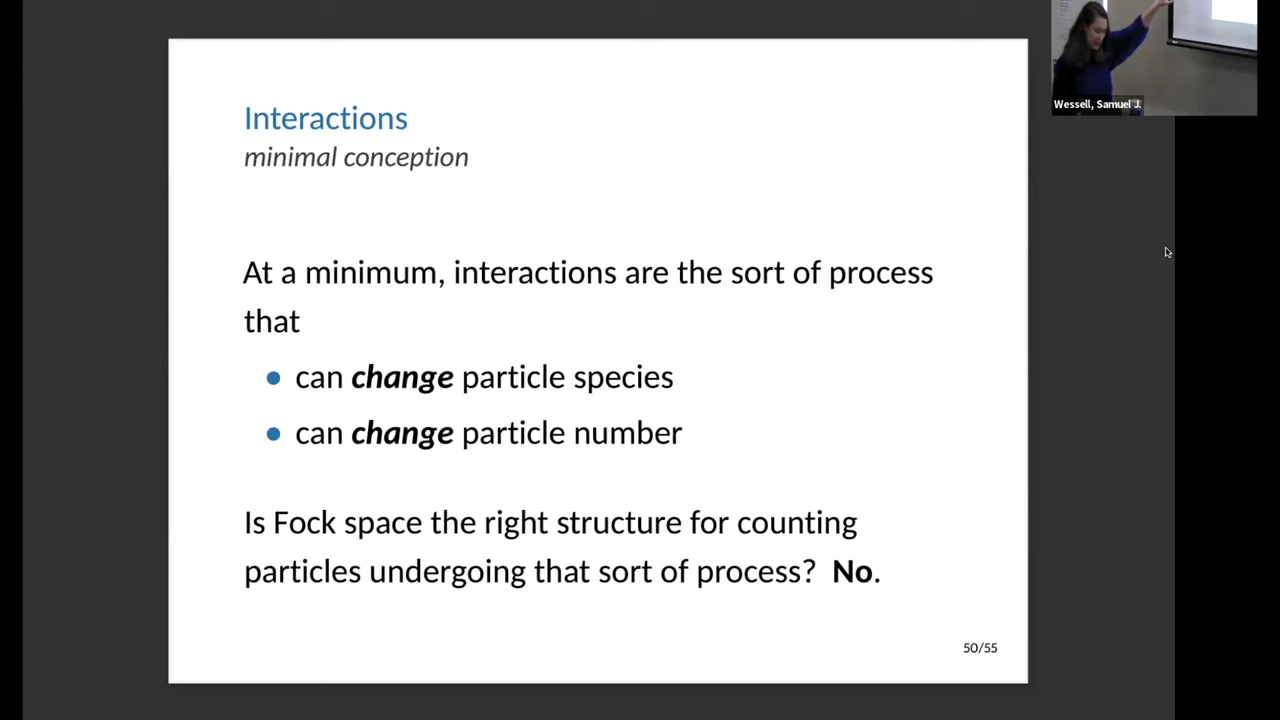 Interactions
minimal conception
At a minimum, interactions are the sort of process
that
● can change particle species
● can change particle number
Is Fock space the right structure for counting
particles undergoing that sort of process? No.
50/55
Wessell, Samuel J.